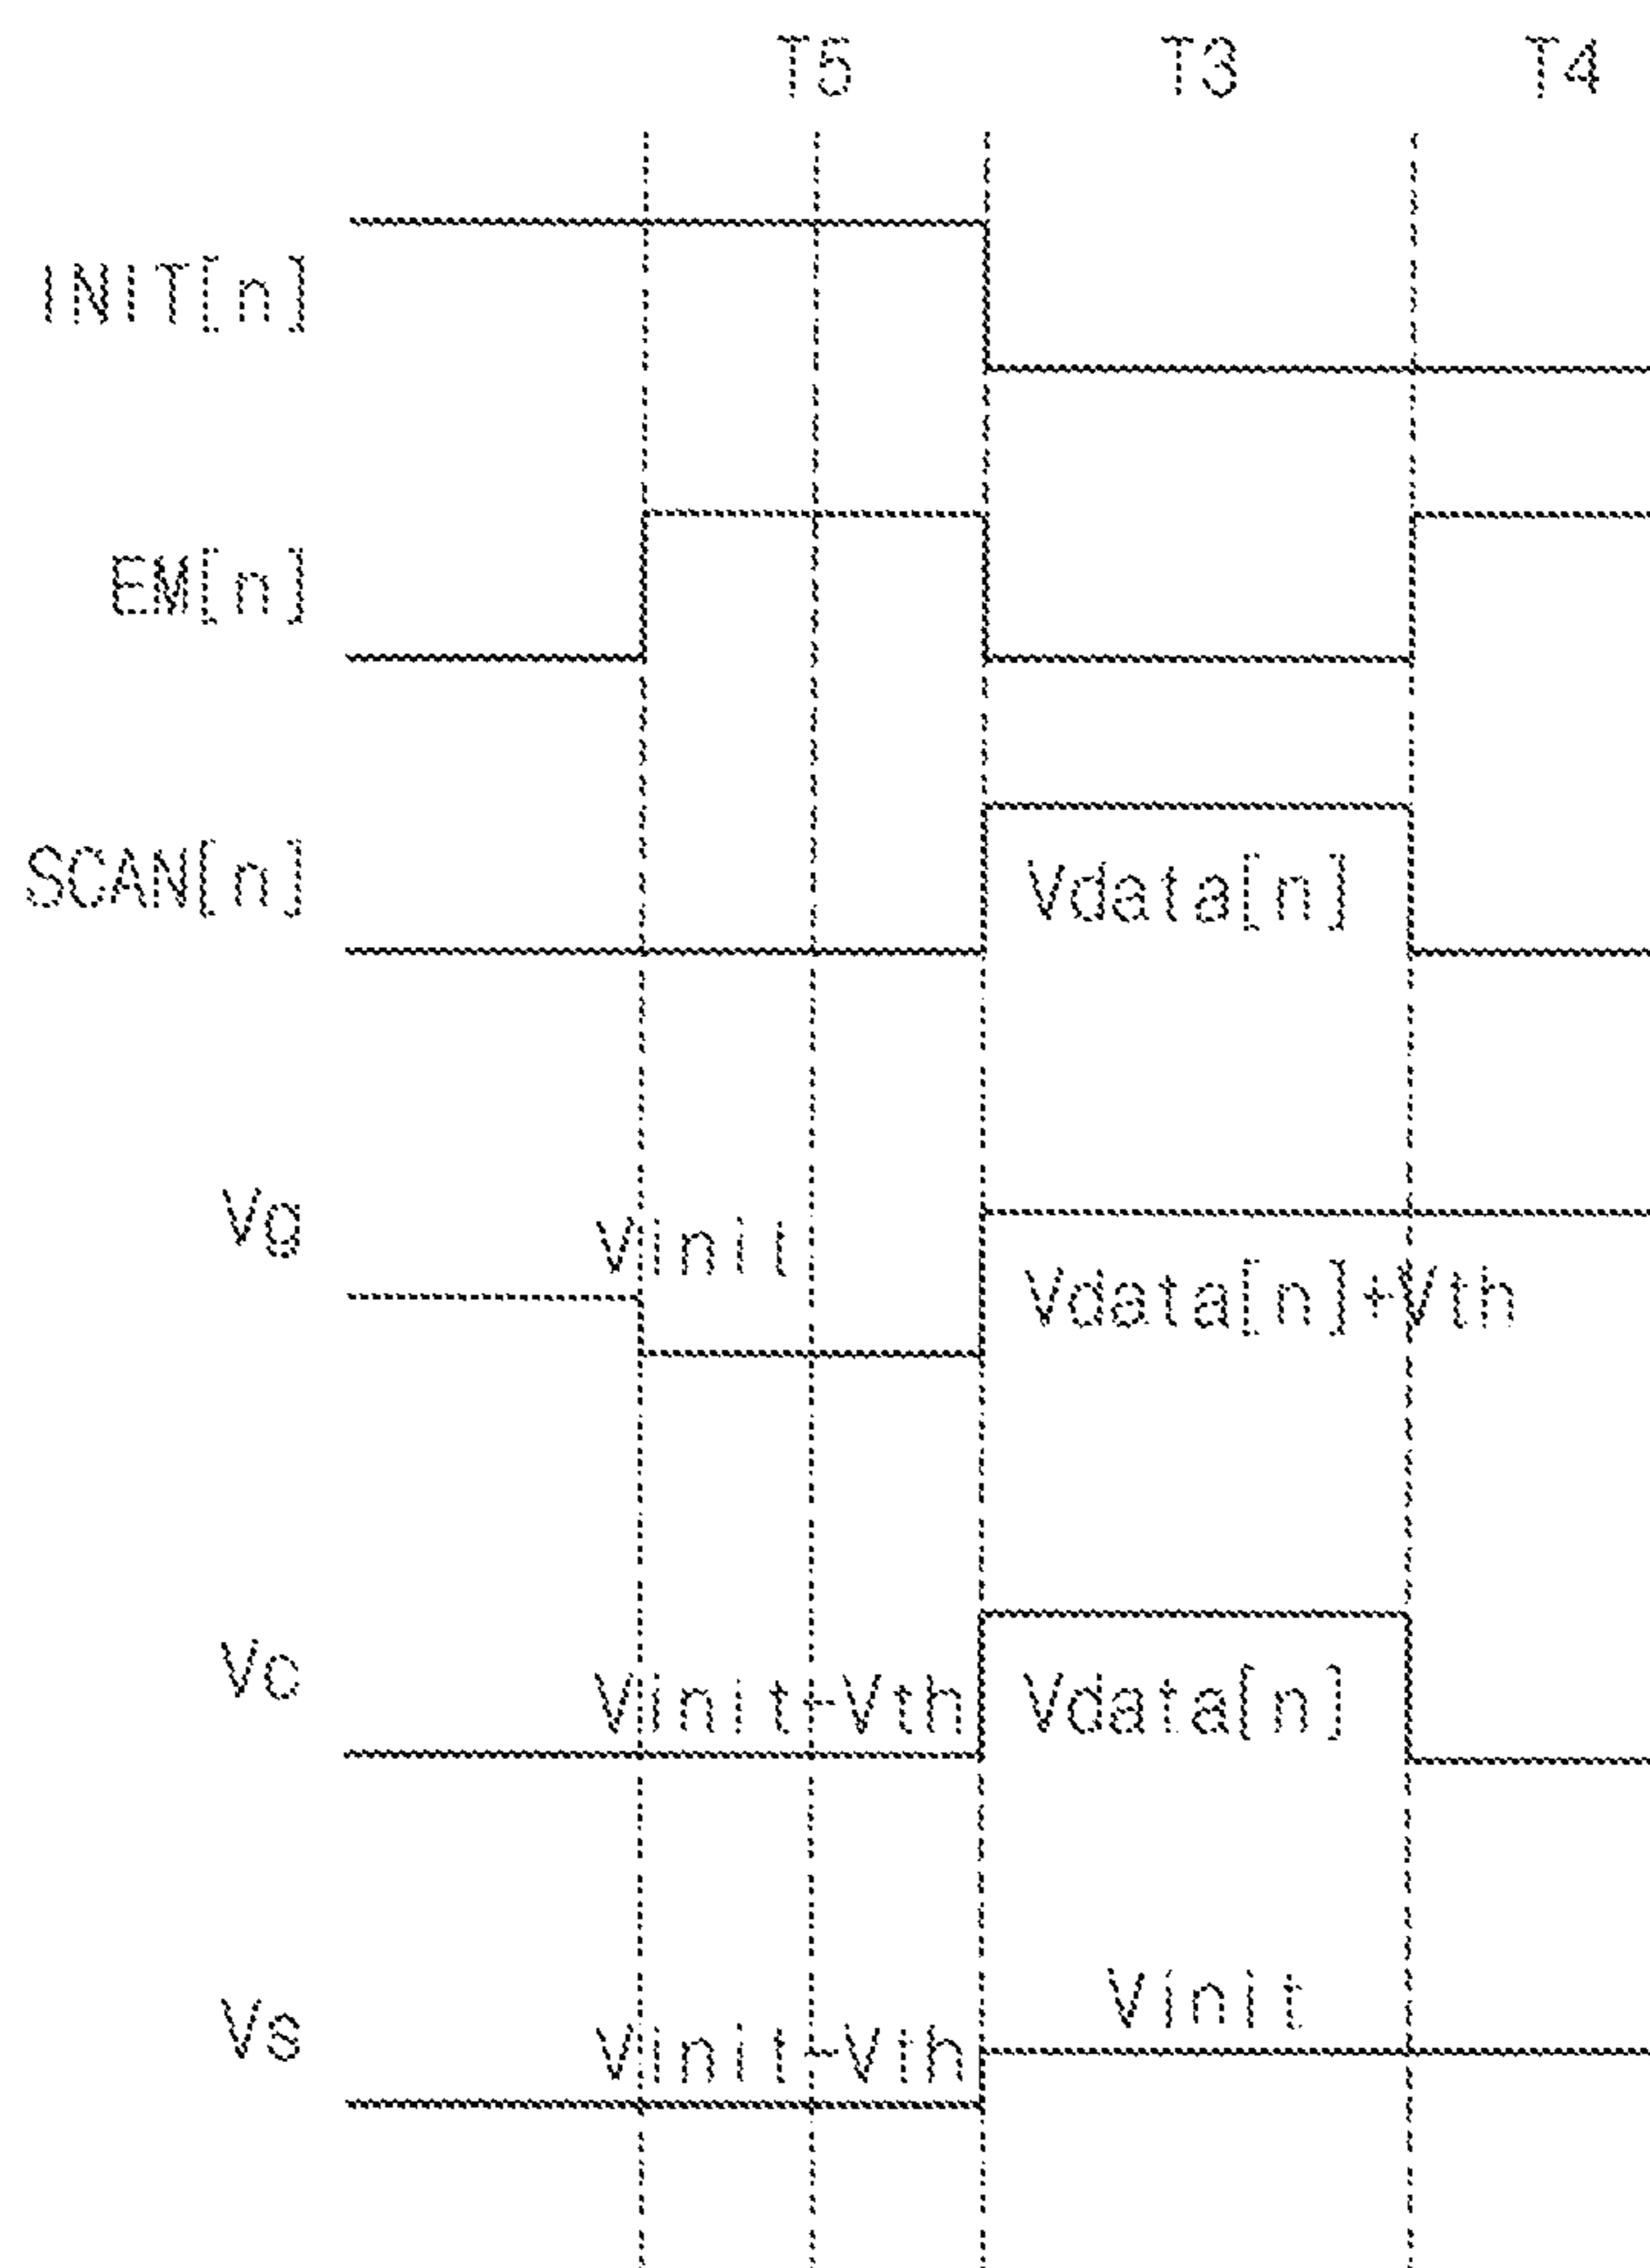 T5 T3 T4
INIT[n]
EM[n]
SCAN[n]
Vdata[n]
Vg
Vinit
Vdata[n]+Vth
Vc
Vinit-Vth
Vdata[n]
Vs
Vinit-Vth
Vinit